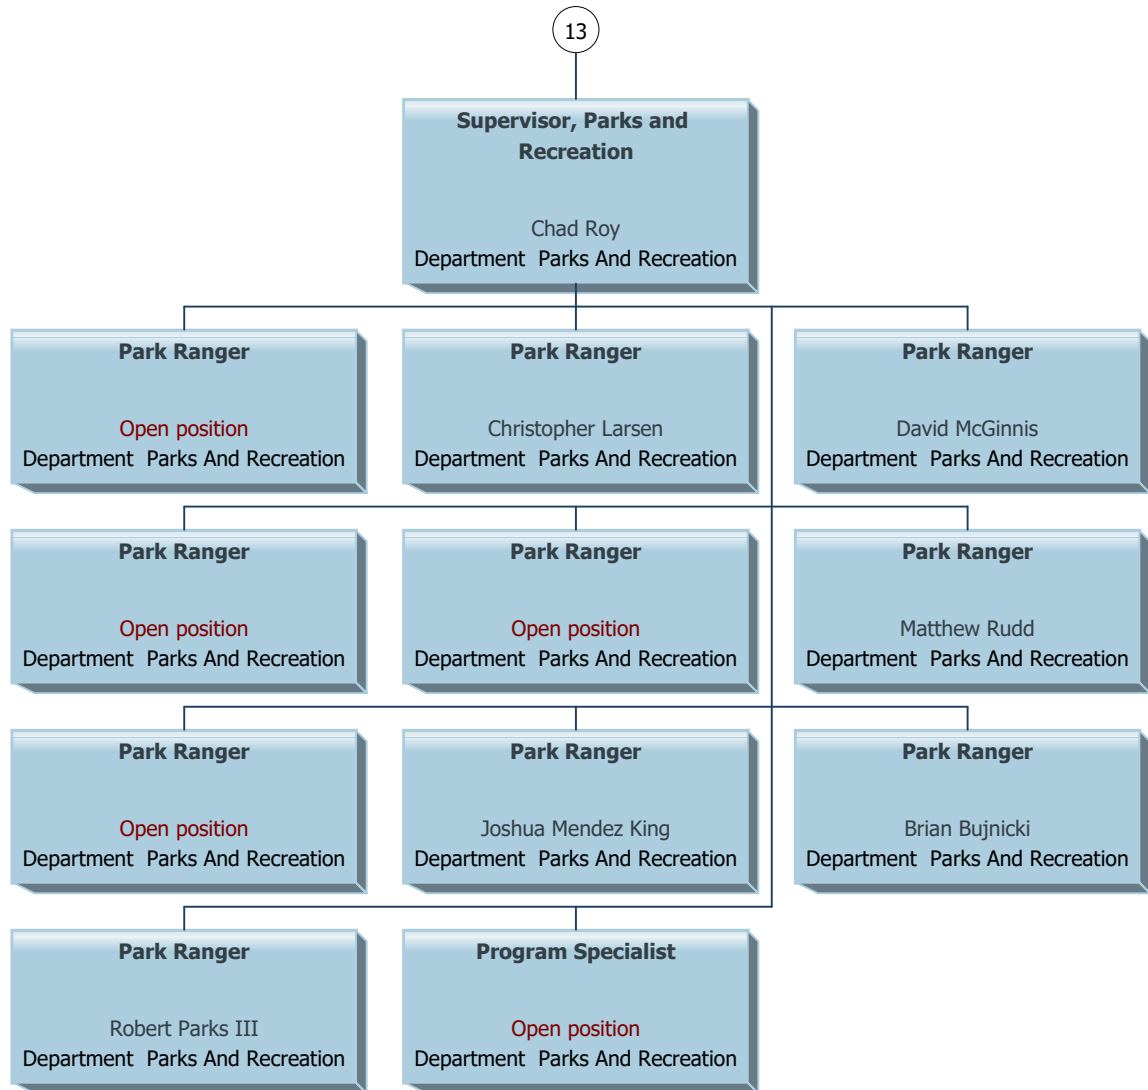 13
Supervisor, Parks and
Recreation
Chad Roy
Department  Parks And Recreation
Park Ranger
Open position
Department  Parks And Recreation
Park Ranger
Christopher Larsen
Department  Parks And Recreation
Park Ranger
David McGinnis
Department  Parks And Recreation
Park Ranger
Open position
Department  Parks And Recreation
Park Ranger
Open position
Department  Parks And Recreation
Park Ranger
Matthew Rudd
Department  Parks And Recreation
Park Ranger
Open position
Department  Parks And Recreation
Park Ranger
Joshua Mendez King
Department  Parks And Recreation
Park Ranger
Brian Bujnicki
Department  Parks And Recreation
Park Ranger
Robert Parks III
Department  Parks And Recreation
Program Specialist
Open position
Department  Parks And Recreation